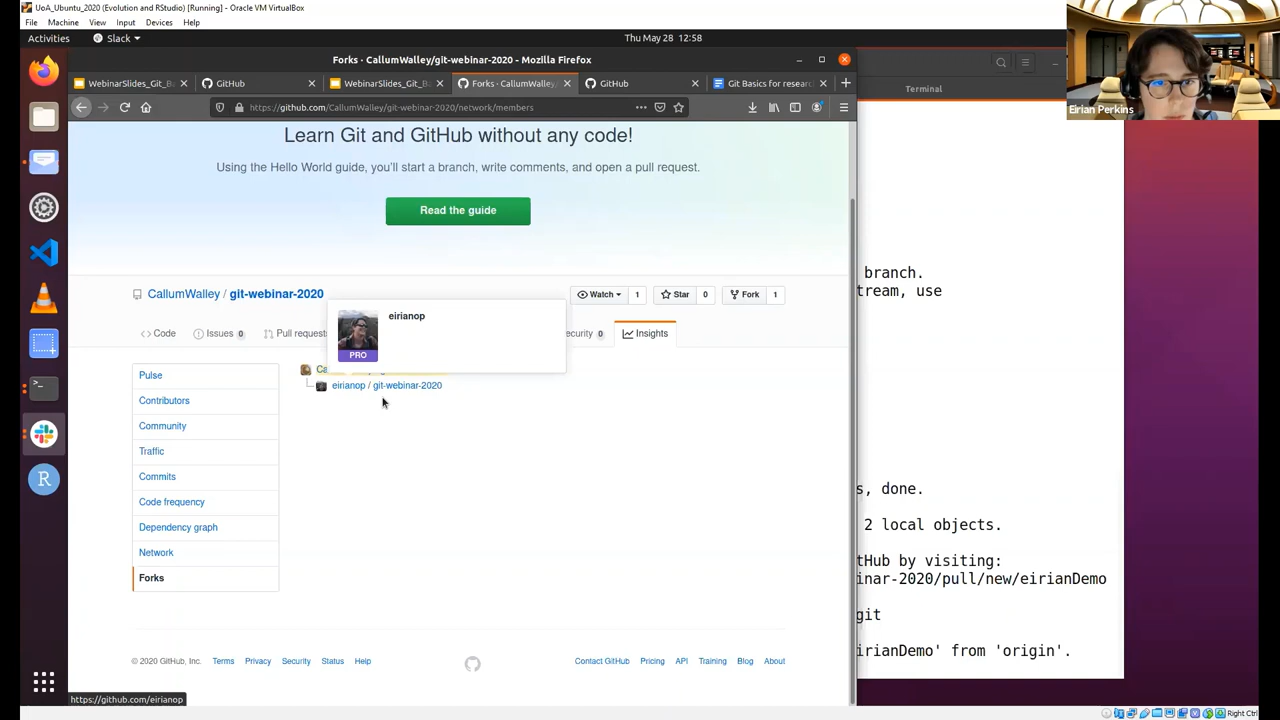 UoA_Ubuntu_2020 (Evolution and RStudio) [Running] - Oracle VM VirtualBox
File Machine View Input Devices Help
Activities Slack Thu May 28 12:58
Forks · CallumWalley/git-webinar-2020 - Mozilla Firefox
WebinarSlides_Git_B GitHub WebinarSlides_Git_B Forks · CallumWalley/ GitHub Git Basics for researc
https://github.com/CallumWalley/git-webinar-2020/network/members
Terminal
Eirian Perkins
Learn Git and GitHub without any code!
Using the Hello World guide, you'll start a branch, write comments, and open a pull request.
Read the guide
CallumWalley / git-webinar-2020
Watch 1 Star 0 Fork 1
Code Issues 0 Pull requests ecurity 0 Insights
eirianop
PRO
Ca
eirianop / git-webinar-2020
Pulse
Contributors
Community
Traffic
Commits
Code frequency
Dependency graph
Network
Forks
branch.
tream, use
s, done.
2 local objects.
tHub by visiting:
inar-2020/pull/new/eirianDemo
git
irianDemo' from 'origin'.
© 2020 GitHub, Inc. Terms Privacy Security Status Help
Contact GitHub Pricing API Training Blog About
https://github.com/eirianop
Right Ctrl